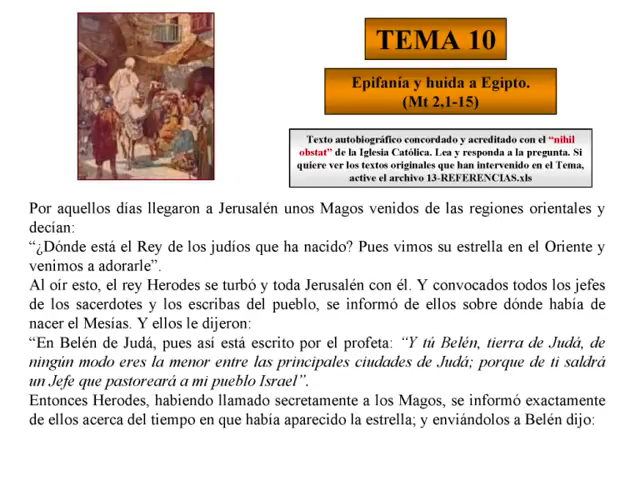 TEMA 10
Epifanía y huida a Egipto.
(Mt 2,1-15)
Texto autobiográfico concordado y acreditado con el “nihil
obstat” de la Iglesia Católica. Lea y responda a la pregunta. Si
quiere ver los textos originales que han intervenido en el Tema,
active el archivo 13-REFERENCIAS.xls
Por aquellos días llegaron a Jerusalén unos Magos venidos de las regiones orientales y
decían:
“¿Dónde está el Rey de los judíos que ha nacido? Pues vimos su estrella en el Oriente y
venimos a adorarle”.
Al oír esto, el rey Herodes se turbó y toda Jerusalén con él. Y convocados todos los jefes
de los sacerdotes y los escribas del pueblo, se informó de ellos sobre dónde había de
nacer el Mesías. Y ellos le dijeron:
“En Belén de Judá, pues así está escrito por el profeta: “Y tú Belén, tierra de Judá, de
ningún modo eres la menor entre las principales ciudades de Judá; porque de ti saldrá
un Jefe que pastoreará a mi pueblo Israel”.
Entonces Herodes, habiendo llamado secretamente a los Magos, se informó exactamente
de ellos acerca del tiempo en que había aparecido la estrella; y enviándolos a Belén dijo: